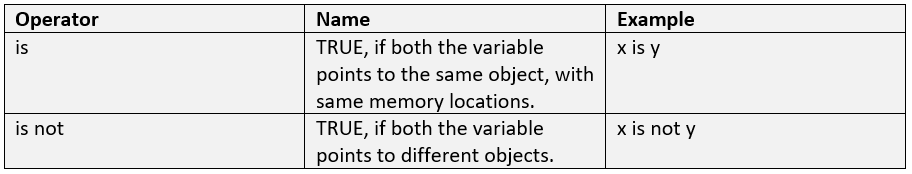 Operator Name Example
is TRUE, if both the variable x is y
points to the same object, with
same memory locations.
is not TRUE, if both the variable x is not y
points to different objects.